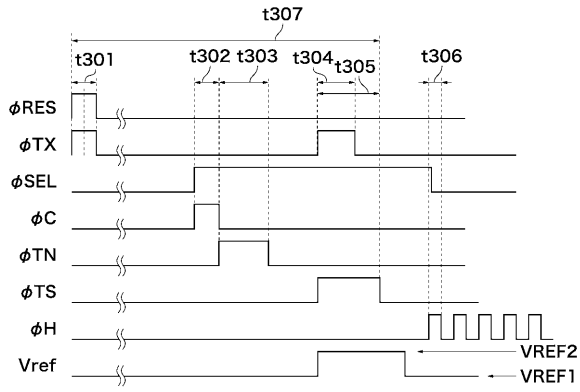 t307
t301
t302 t303
t304
t305
t306
φRES
φTX
φSEL
φC
φTN
φTS
φH
Vref
VREF2
VREF1